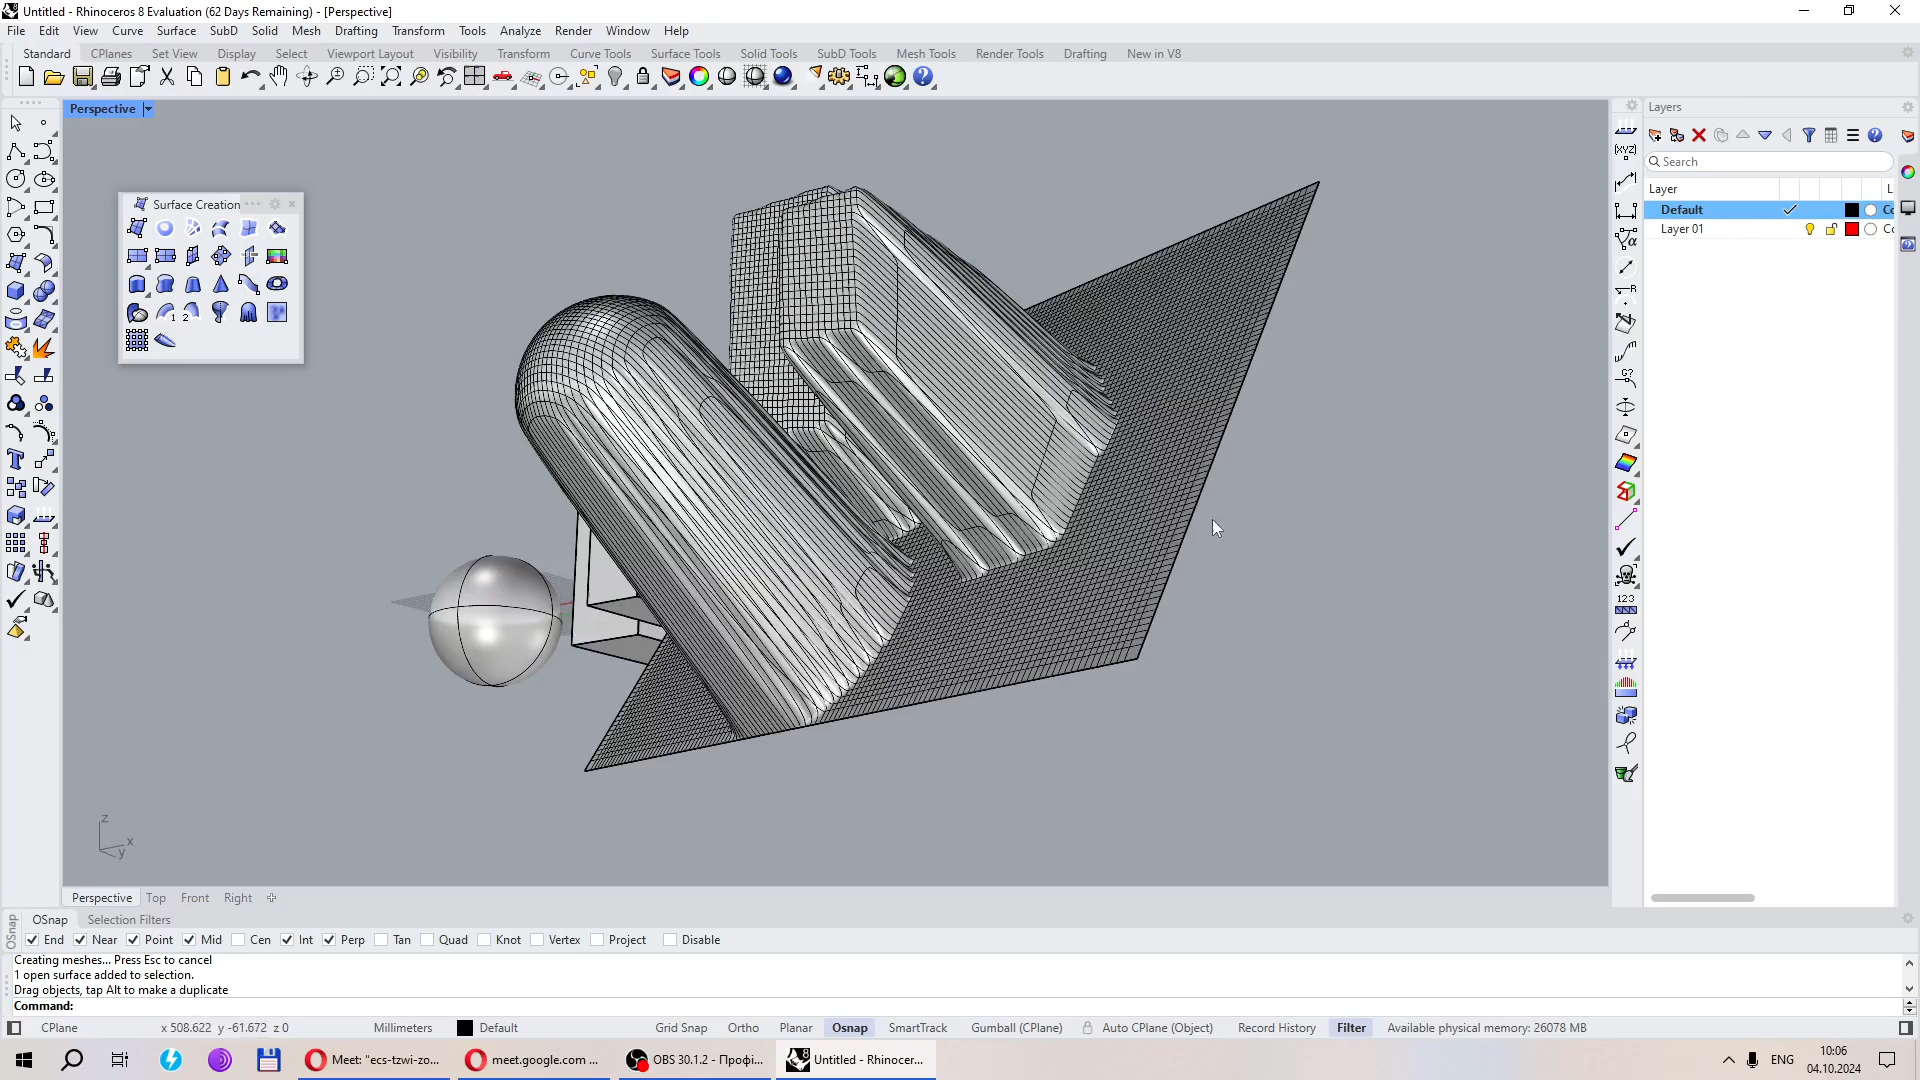 Untitled - Rhinoceros 8 Evaluation (62 Days Remaining) - [Perspective]
File Edit View Curve Surface SubD Solid Mesh Drafting Transform Tools Analyze Render Window Help
Standard CPlanes Set View Display Select Viewport Layout Visibility Transform Curve Tools Surface Tools Solid Tools SubD Tools Mesh Tools Render Tools Drafting New in V8
Perspective
Layers
Search
Layer L
Default Co
Layer 01 Co
Surface Creation
1 2
(XYZ)
R
G?
123
z
x
y
Perspective Top Front Right
OSnap
OSnap Selection Filters
End Near Point Mid Cen Int Perp Tan Quad Knot Vertex Project Disable
Creating meshes... Press Esc to cancel
1 open surface added to selection.
Drag objects, tap Alt to make a duplicate
Command:
CPlane x 508.622 y -61.672 z 0 Millimeters Default Grid Snap Ortho Planar Osnap SmartTrack Gumball (CPlane) Auto CPlane (Object) Record History Filter Available physical memory: 26078 MB
Meet: "ecs-tzwi-zo... meet.google.com ... OBS 30.1.2 - Профі... Untitled - Rhinocer... ENG 10:06
04.10.2024